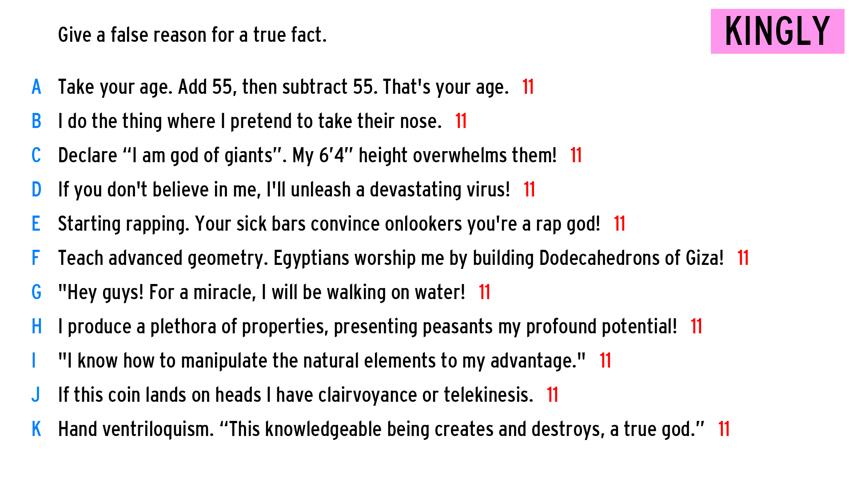 Give a false reason for a true fact.
KINGLY
A Take your age. Add 55, then subtract 55. That's your age. 11
B I do the thing where I pretend to take their nose. 11
C Declare “I am god of giants”. My 6’4” height overwhelms them! 11
D If you don't believe in me, I'll unleash a devastating virus! 11
E Starting rapping. Your sick bars convince onlookers you're a rap god! 11
F Teach advanced geometry. Egyptians worship me by building Dodecahedrons of Giza! 11
G "Hey guys! For a miracle, I will be walking on water! 11
H I produce a plethora of properties, presenting peasants my profound potential! 11
I "I know how to manipulate the natural elements to my advantage." 11
J If this coin lands on heads I have clairvoyance or telekinesis. 11
K Hand ventriloquism. “This knowledgeable being creates and destroys, a true god.” 11